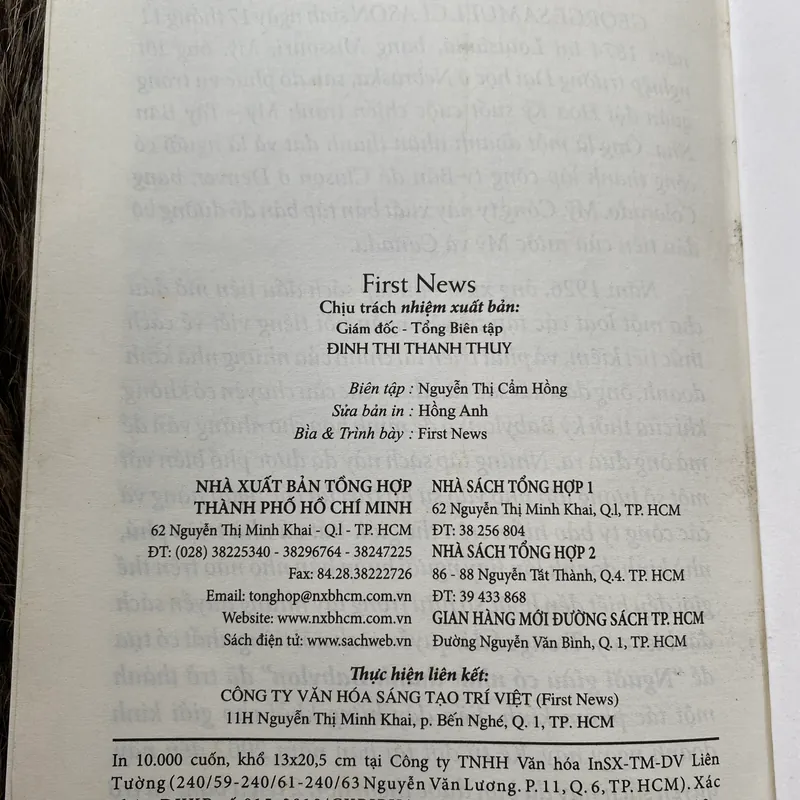 First News
Chịu trách nhiệm xuất bản:
Giám đốc - Tổng Biên tập
ĐINH THI THANH THUY
Biên tập : Nguyễn Thị Cẩm Hồng
Sửa bản in : Hồng Anh
Bìa & Trình bày : First News
NHÀ XUẤT BẢN TỔNG HỢP
THÀNH PHỐ HỒ CHÍ MINH
62 Nguyễn Thị Minh Khai - Q.l - TP. HCM
ĐT: (028) 38225340 - 38296764 - 38247225
Fax: 84.28.38222726
Email: tonghop@nxbhcm.com.vn
Website: www.nxbhcm.com.vn
Sách điện tử: www.sachweb.vn
NHÀ SÁCH TỔNG HỢP 1
62 Nguyễn Thị Minh Khai, Q.l, TP. HCM
ĐT: 38 256 804
NHÀ SÁCH TỔNG HỢP 2
86 - 88 Nguyễn Tất Thành, Q.4. TP. HCM
ĐT: 39 433 868
GIAN HÀNG MỚI ĐƯỜNG SÁCH TP. HCM
Đường Nguyễn Văn Bình, Q. 1, TP. HCM
Thực hiện liên kết:
CÔNG TY VĂN HÓA SÁNG TẠO TRÍ VIỆT (First News)
11H Nguyễn Thị Minh Khai, p. Bến Nghé, Q. 1, TP. HCM
In 10.000 cuốn, khổ 13x20,5 cm tại Công ty TNHH Văn hóa InSX-TM-DV Liên
Tường (240/59-240/61-240/63 Nguyễn Văn Lương. P. 11, Q. 6, TP. HCM). Xác